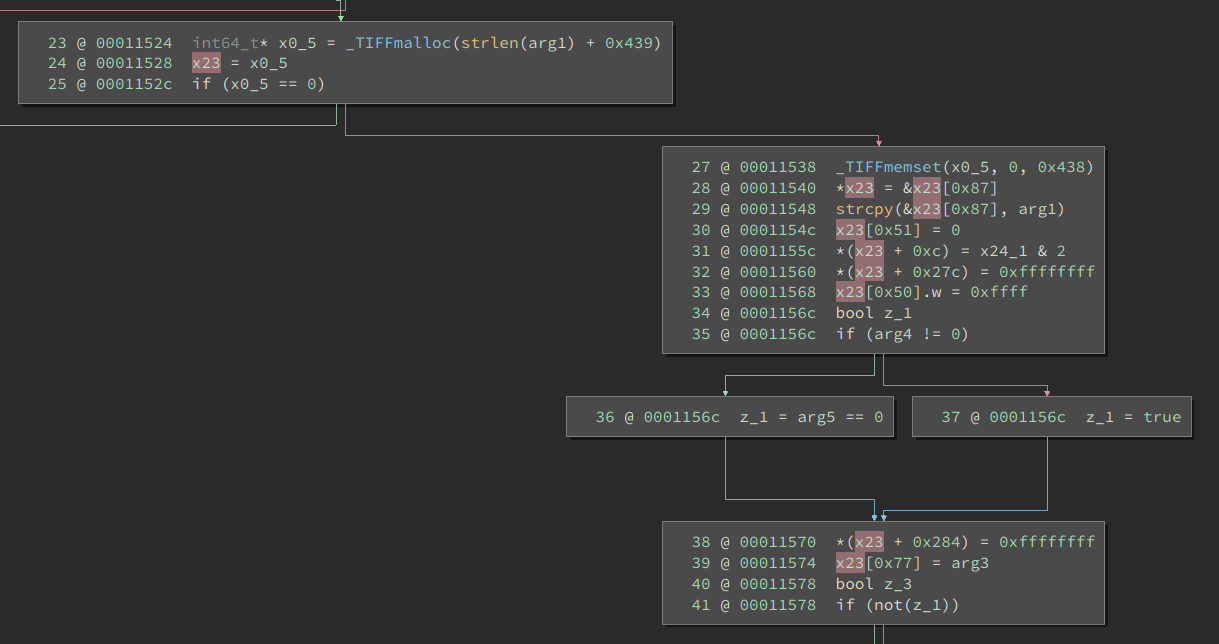 23 @ 00011524  int64_t* x0_5 = _TIFFmalloc(strlen(arg1) + 0x439)
24 @ 00011528  x23 = x0_5
25 @ 0001152c  if (x0_5 == 0)
27 @ 00011538  _TIFFmemset(x0_5, 0, 0x438)
28 @ 00011540  *x23 = &x23[0x87]
29 @ 00011548  strcpy(&x23[0x87], arg1)
30 @ 0001154c  x23[0x51] = 0
31 @ 0001155c  *(x23 + 0xc) = x24_1 & 2
32 @ 00011560  *(x23 + 0x27c) = 0xffffffff
33 @ 00011568  x23[0x50].w = 0xffff
34 @ 0001156c  bool z_1
35 @ 0001156c  if (arg4 != 0)
36 @ 0001156c  z_1 = arg5 == 0
37 @ 0001156c  z_1 = true
38 @ 00011570  *(x23 + 0x284) = 0xffffffff
39 @ 00011574  x23[0x77] = arg3
40 @ 00011578  bool z_3
41 @ 00011578  if (not(z_1))